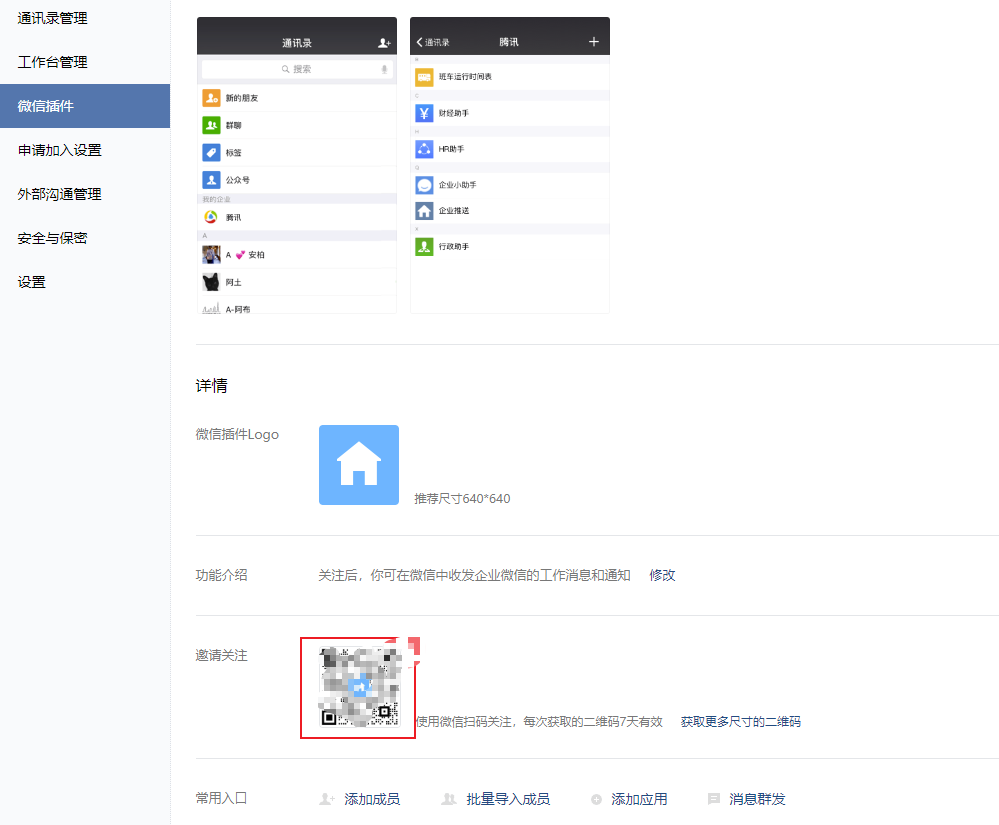 通讯录管理
工作台管理
微信插件
申请加入设置
外部沟通管理
安全与保密
设置
通讯录
搜索
新的朋友
群聊
标签
公众号
我的企业
腾讯
A
A 💕 安柏
阿土
A-阿布
通讯录 腾讯 +
班车运行时间表
C
财经助手
H
HR助手
Q
企业小助手
企业推送
X
行政助手
详情
微信插件Logo
推荐尺寸640*640
功能介绍 关注后，你可在微信中收发企业微信的工作消息和通知 修改
邀请关注
使用微信扫码关注，每次获取的二维码7天有效 获取更多尺寸的二维码
常用入口 添加成员 批量导入成员 添加应用 消息群发